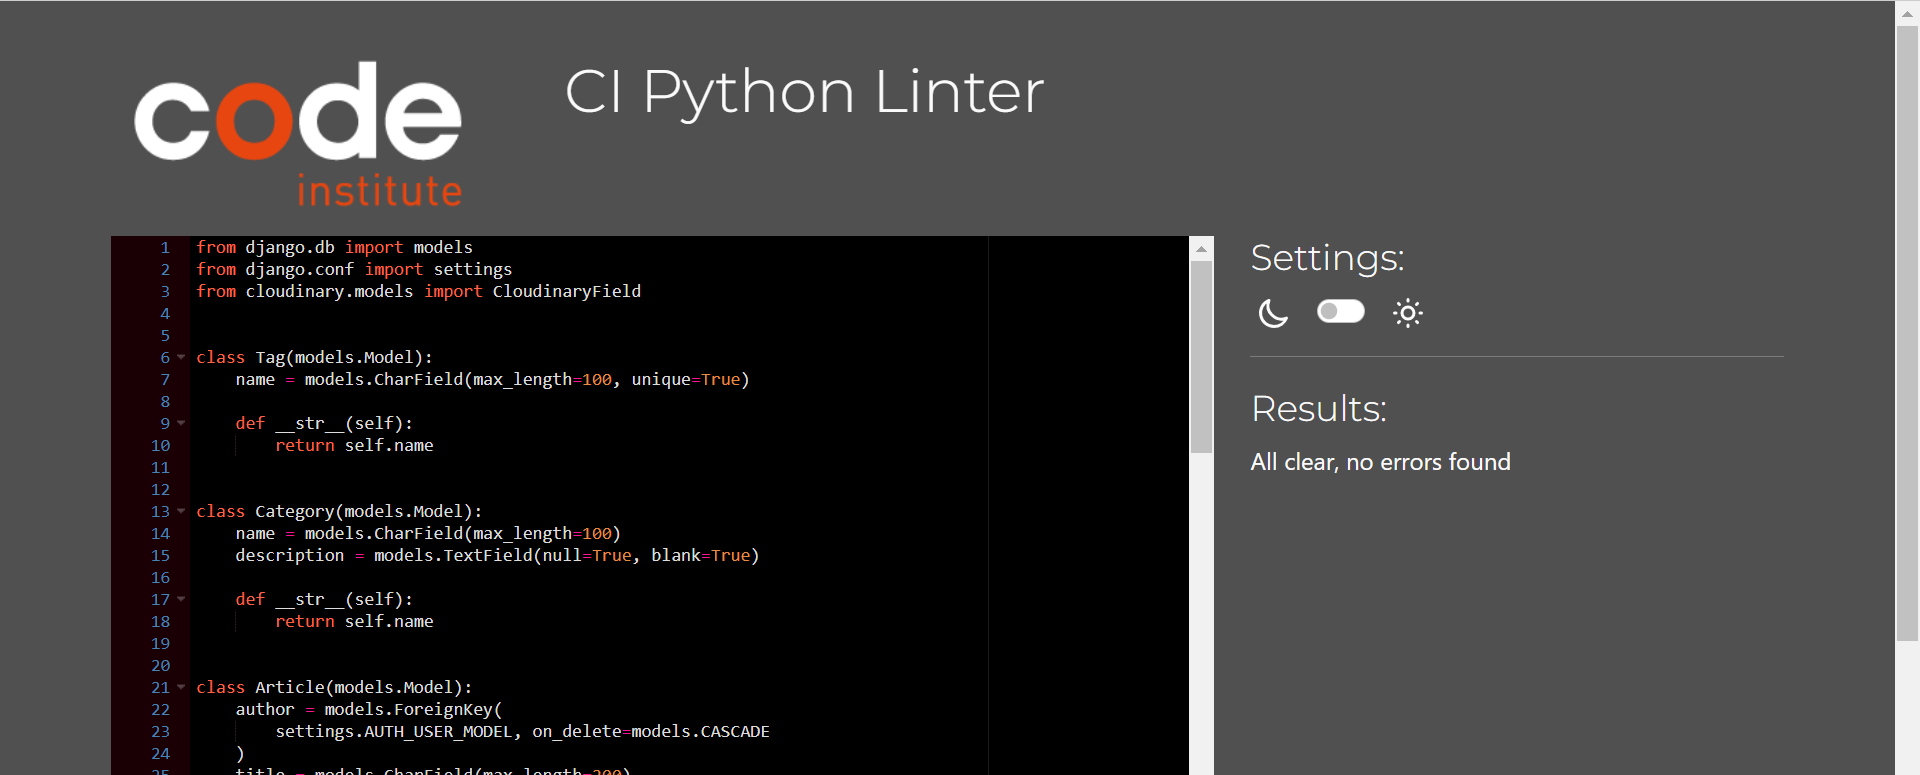 code
institute
CI Python Linter
1 from django.db import models
2 from django.conf import settings
3 from cloudinary.models import CloudinaryField
4
5
6 class Tag(models.Model):
7     name = models.CharField(max_length=100, unique=True)
8
9     def __str__(self):
10         return self.name
11
12
13 class Category(models.Model):
14     name = models.CharField(max_length=100)
15     description = models.TextField(null=True, blank=True)
16
17     def __str__(self):
18         return self.name
19
20
21 class Article(models.Model):
22     author = models.ForeignKey(
23         settings.AUTH_USER_MODEL, on_delete=models.CASCADE
24     )
25     title = models.CharField(max_length=200)
Settings:
Results:
All clear, no errors found